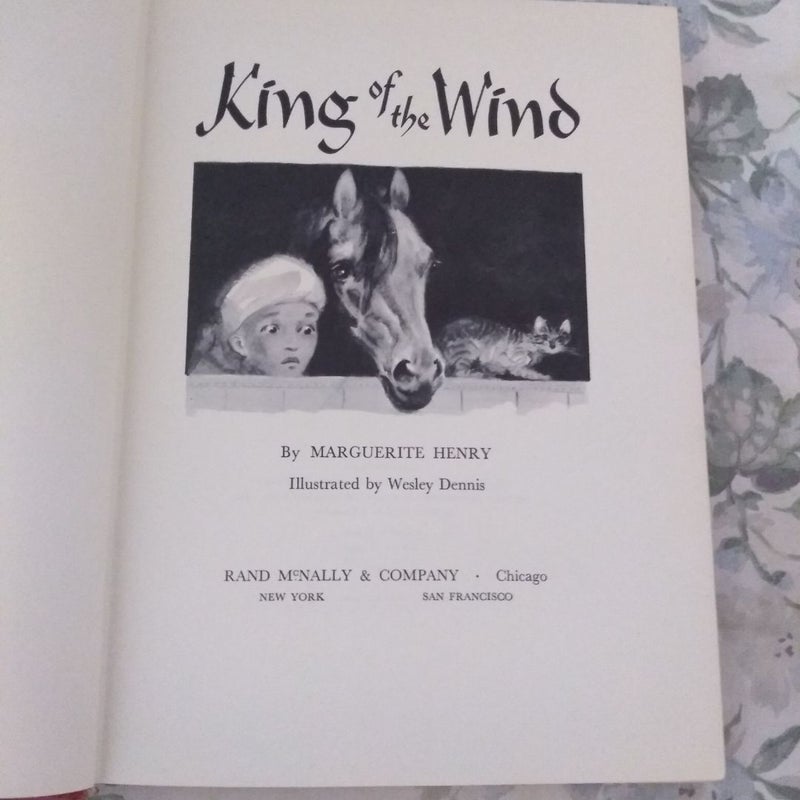 King of the Wind
By MARGUERITE HENRY
Illustrated by Wesley Dennis
RAND McNALLY & COMPANY · Chicago
NEW YORK SAN FRANCISCO